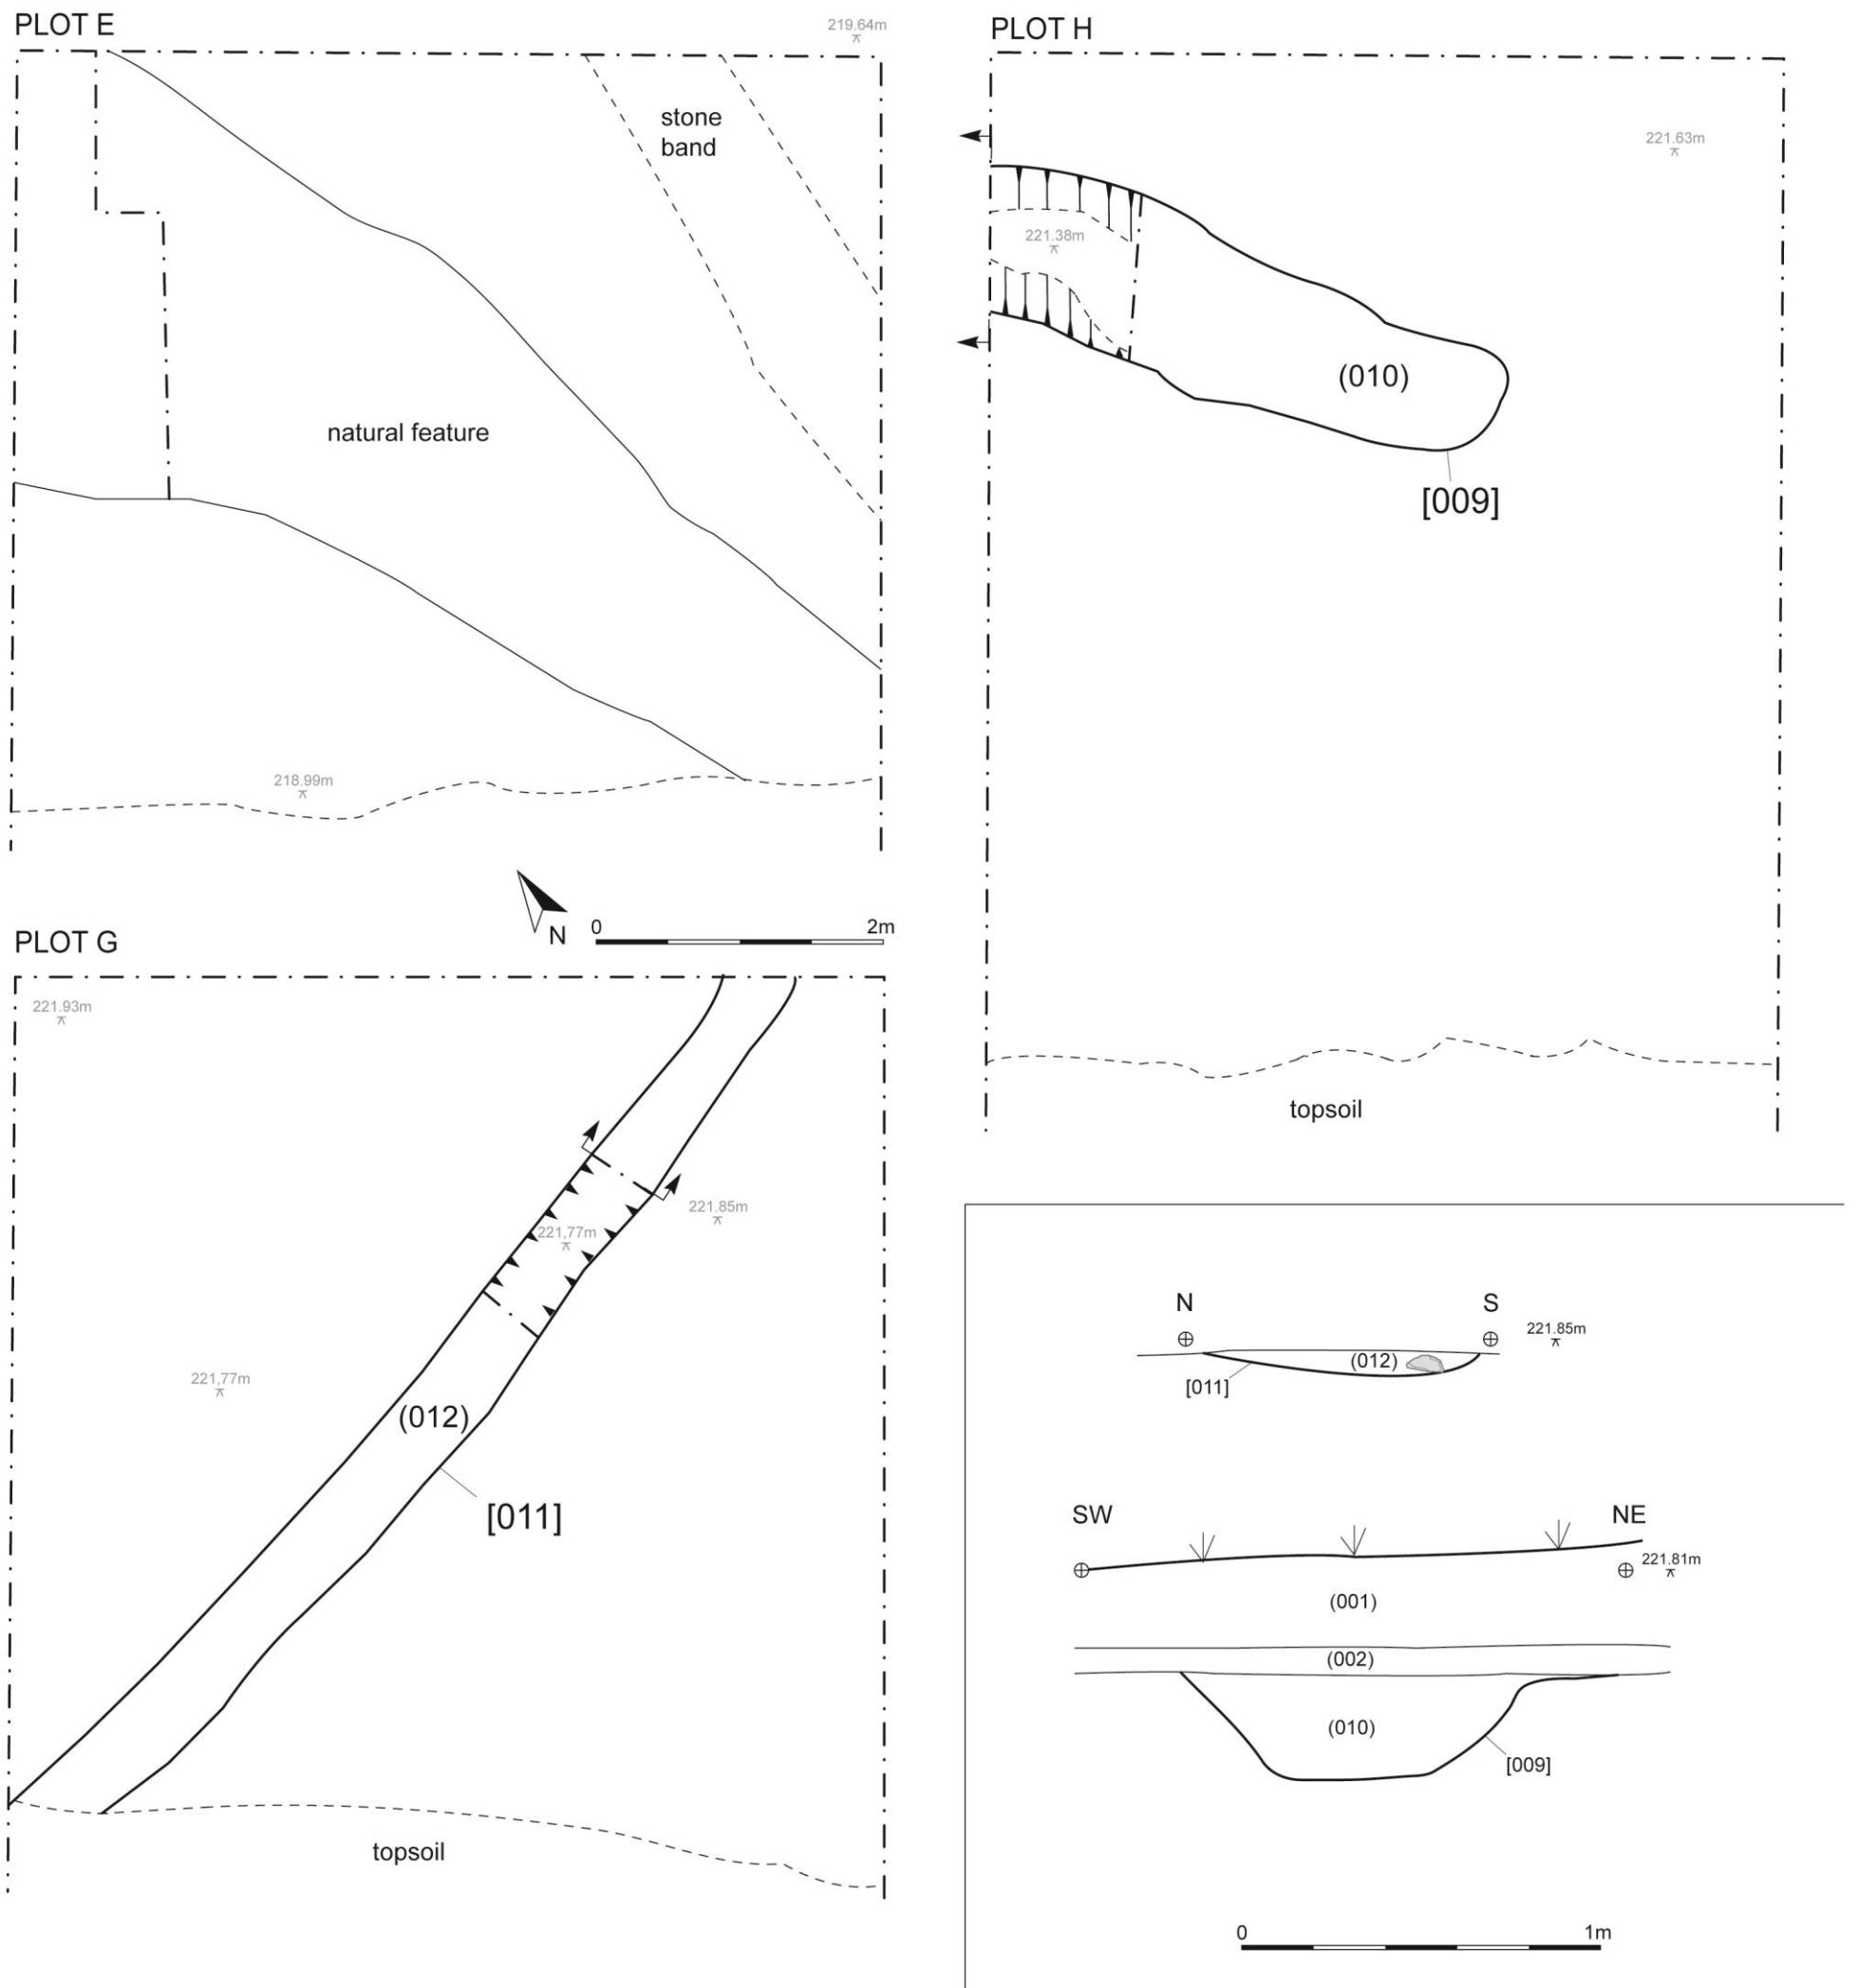 PLOT E
219.64m
stone
band
natural feature
218.99m
N
0 2m
PLOT H
221.63m
221.38m
(010)
[009]
topsoil
PLOT G
221.93m
221.85m
221,77m
221,77m
(012)
[011]
topsoil
N S
221.85m
(012)
[011]
SW NE
221.81m
(001)
(002)
(010)
[009]
0 1m